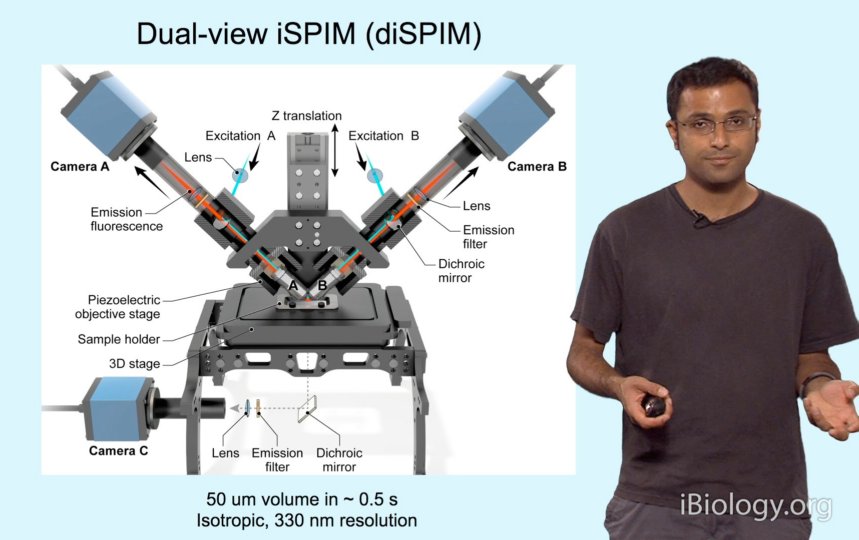 Dual-view iSPIM (diSPIM)
Z translation
Excitation A
Excitation B
Lens
Camera A
Camera B
Emission
fluorescence
Lens
Emission
filter
Dichroic
mirror
A B
Piezoelectric
objective stage
Sample holder
3D stage
Camera C
Lens
Emission
filter
Dichroic
mirror
50 um volume in ~ 0.5 s
Isotropic, 330 nm resolution
iBiology.org